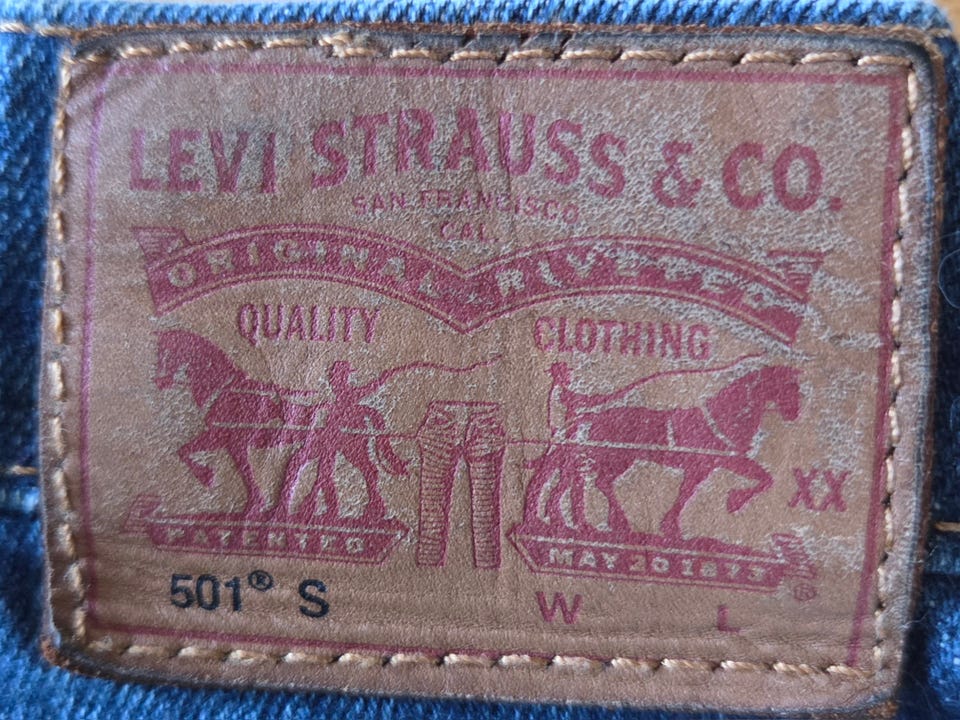 LEVI STRAUSS & CO.
SAN FRANCISCO
CAL.
ORIGINAL RIVETED
QUALITY CLOTHING
XX
PATENTED MAY 20 1873
501® S W L